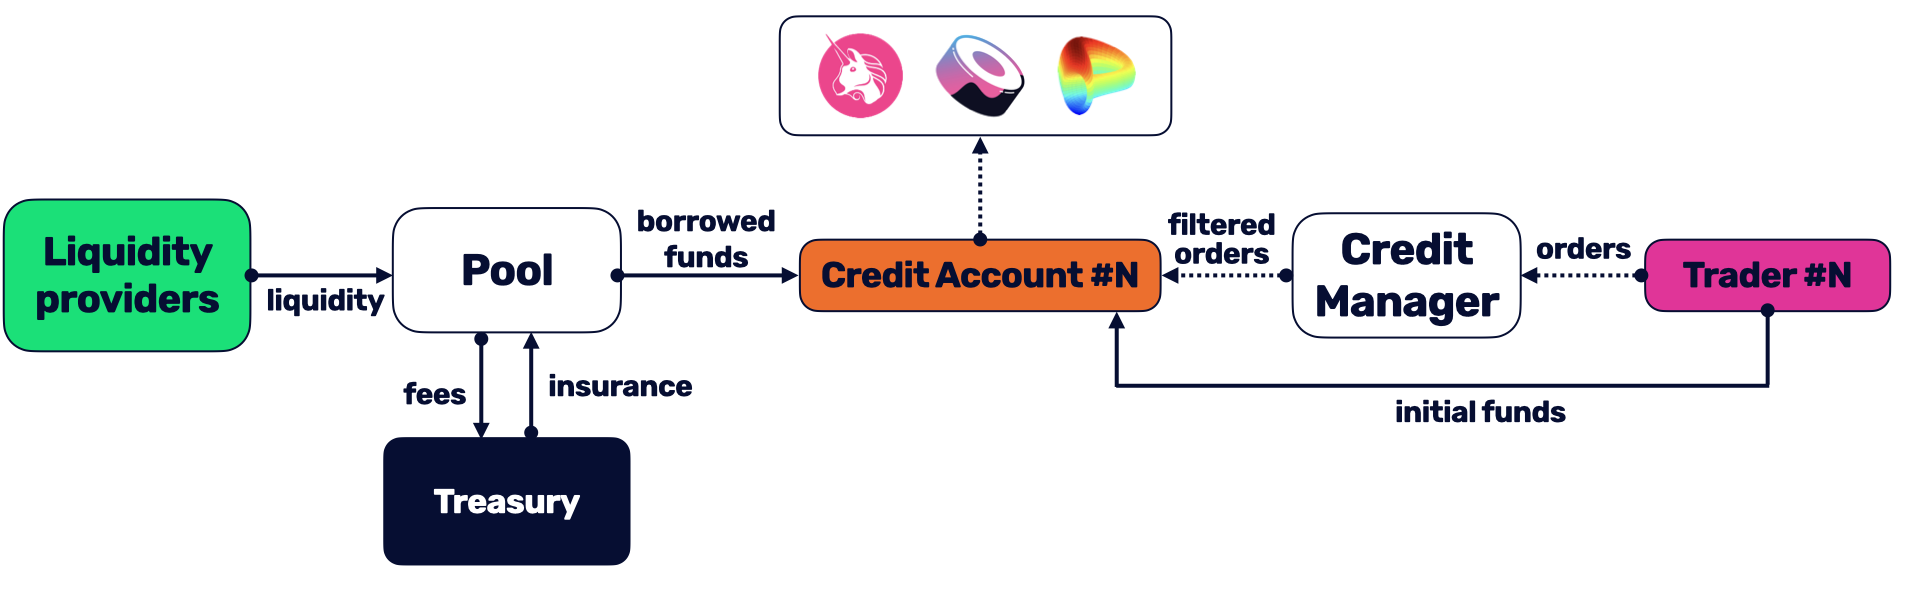 Liquidity
providers
liquidity
Pool
borrowed
funds
fees
insurance
Treasury
Credit Account #N
filtered
orders
Credit
Manager
orders
Trader #N
initial funds